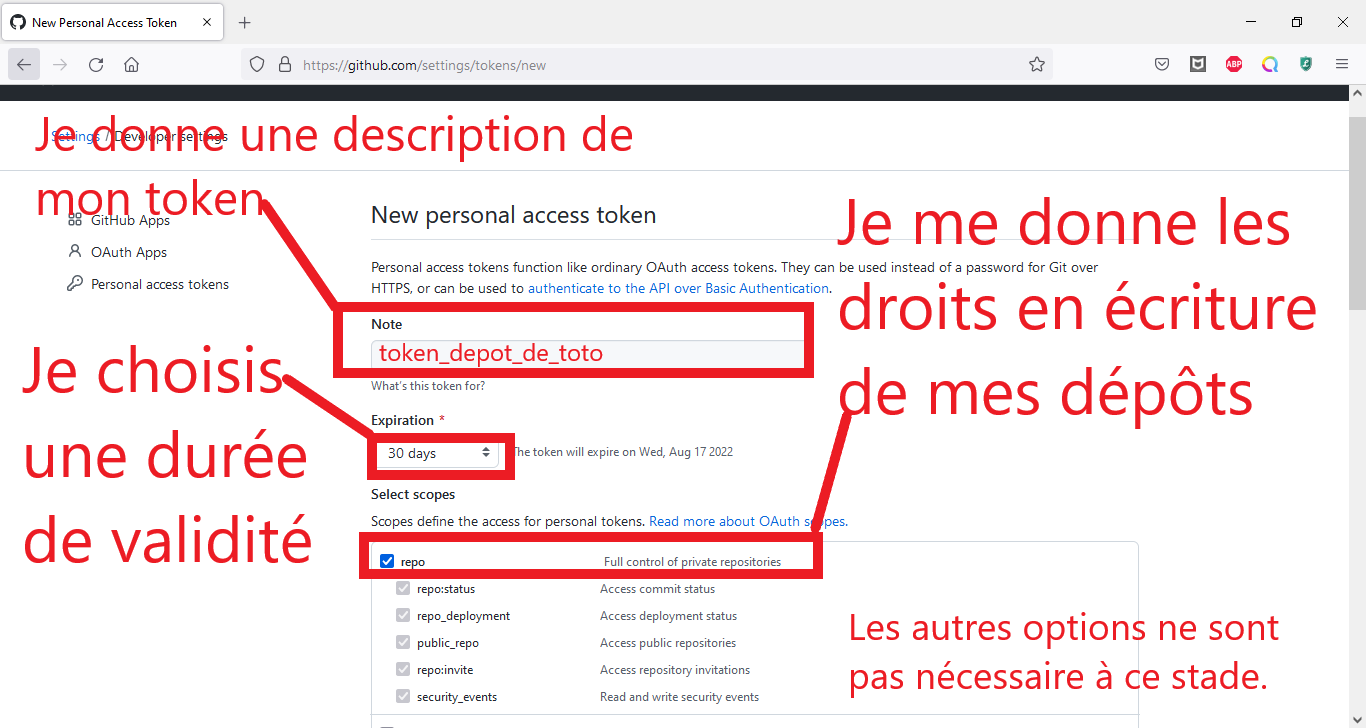 New Personal Access Token
https://github.com/settings/tokens/new
ABP
Settings / Developer settings
Je donne une description de
mon token
GitHub Apps
OAuth Apps
Personal access tokens
New personal access token
Personal access tokens function like ordinary OAuth access tokens. They can be used instead of a password for Git over
HTTPS, or can be used to authenticate to the API over Basic Authentication.
Je me donne les
droits en écriture
de mes dépôts
Note
token_depot_de_toto
What's this token for?
Je choisis
une durée
de validité
Expiration *
30 days
The token will expire on Wed, Aug 17 2022
Select scopes
Scopes define the access for personal tokens. Read more about OAuth scopes.
repo Full control of private repositories
repo:status Access commit status
repo_deployment Access deployment status
public_repo Access public repositories
repo:invite Access repository invitations
security_events Read and write security events
Les autres options ne sont
pas nécessaire à ce stade.